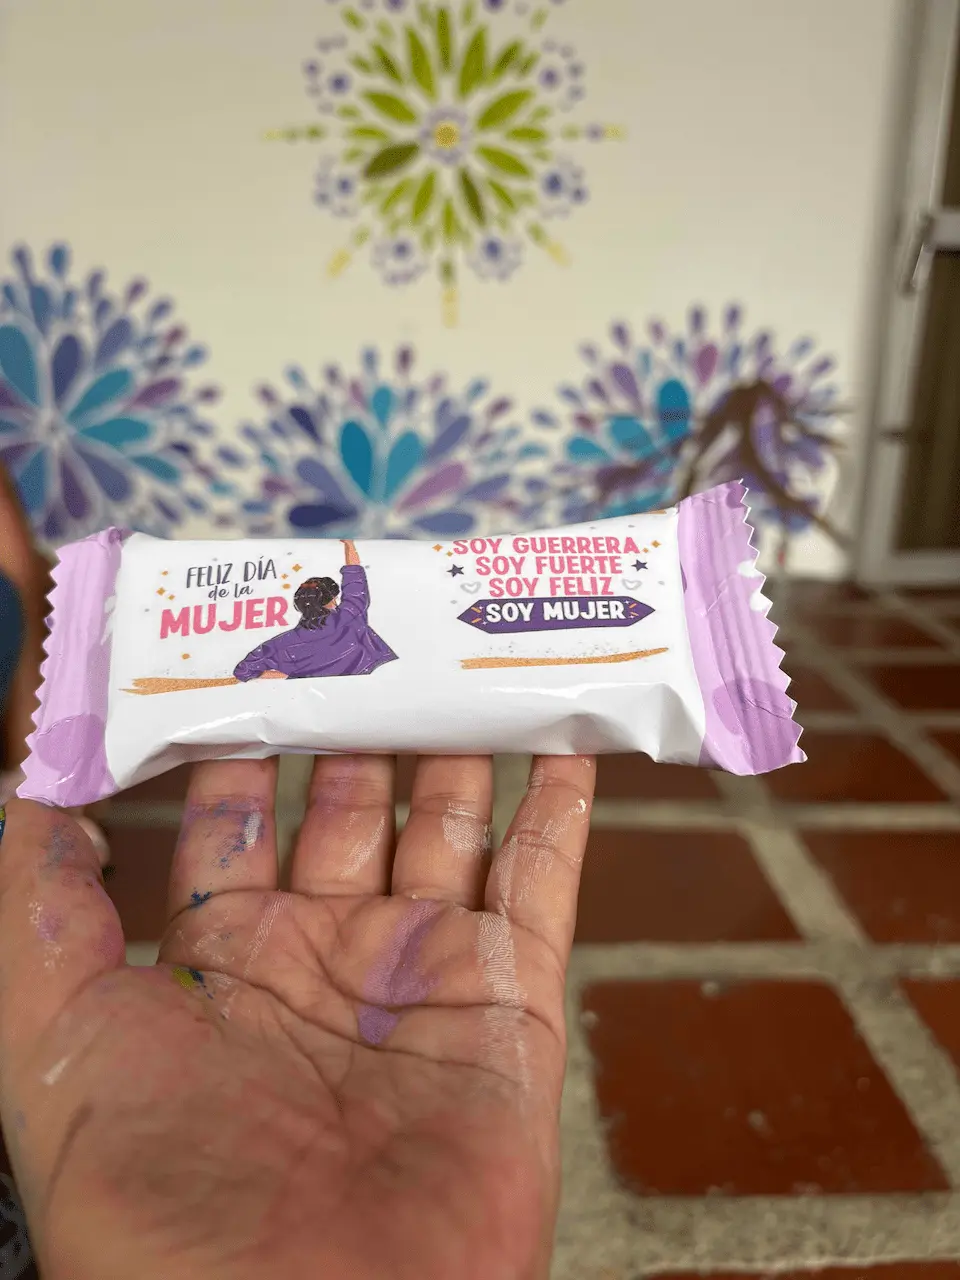 FELIZ DÍA
de la
MUJER
SOY GUERRERA
SOY FUERTE
SOY FELIZ
SOY MUJER